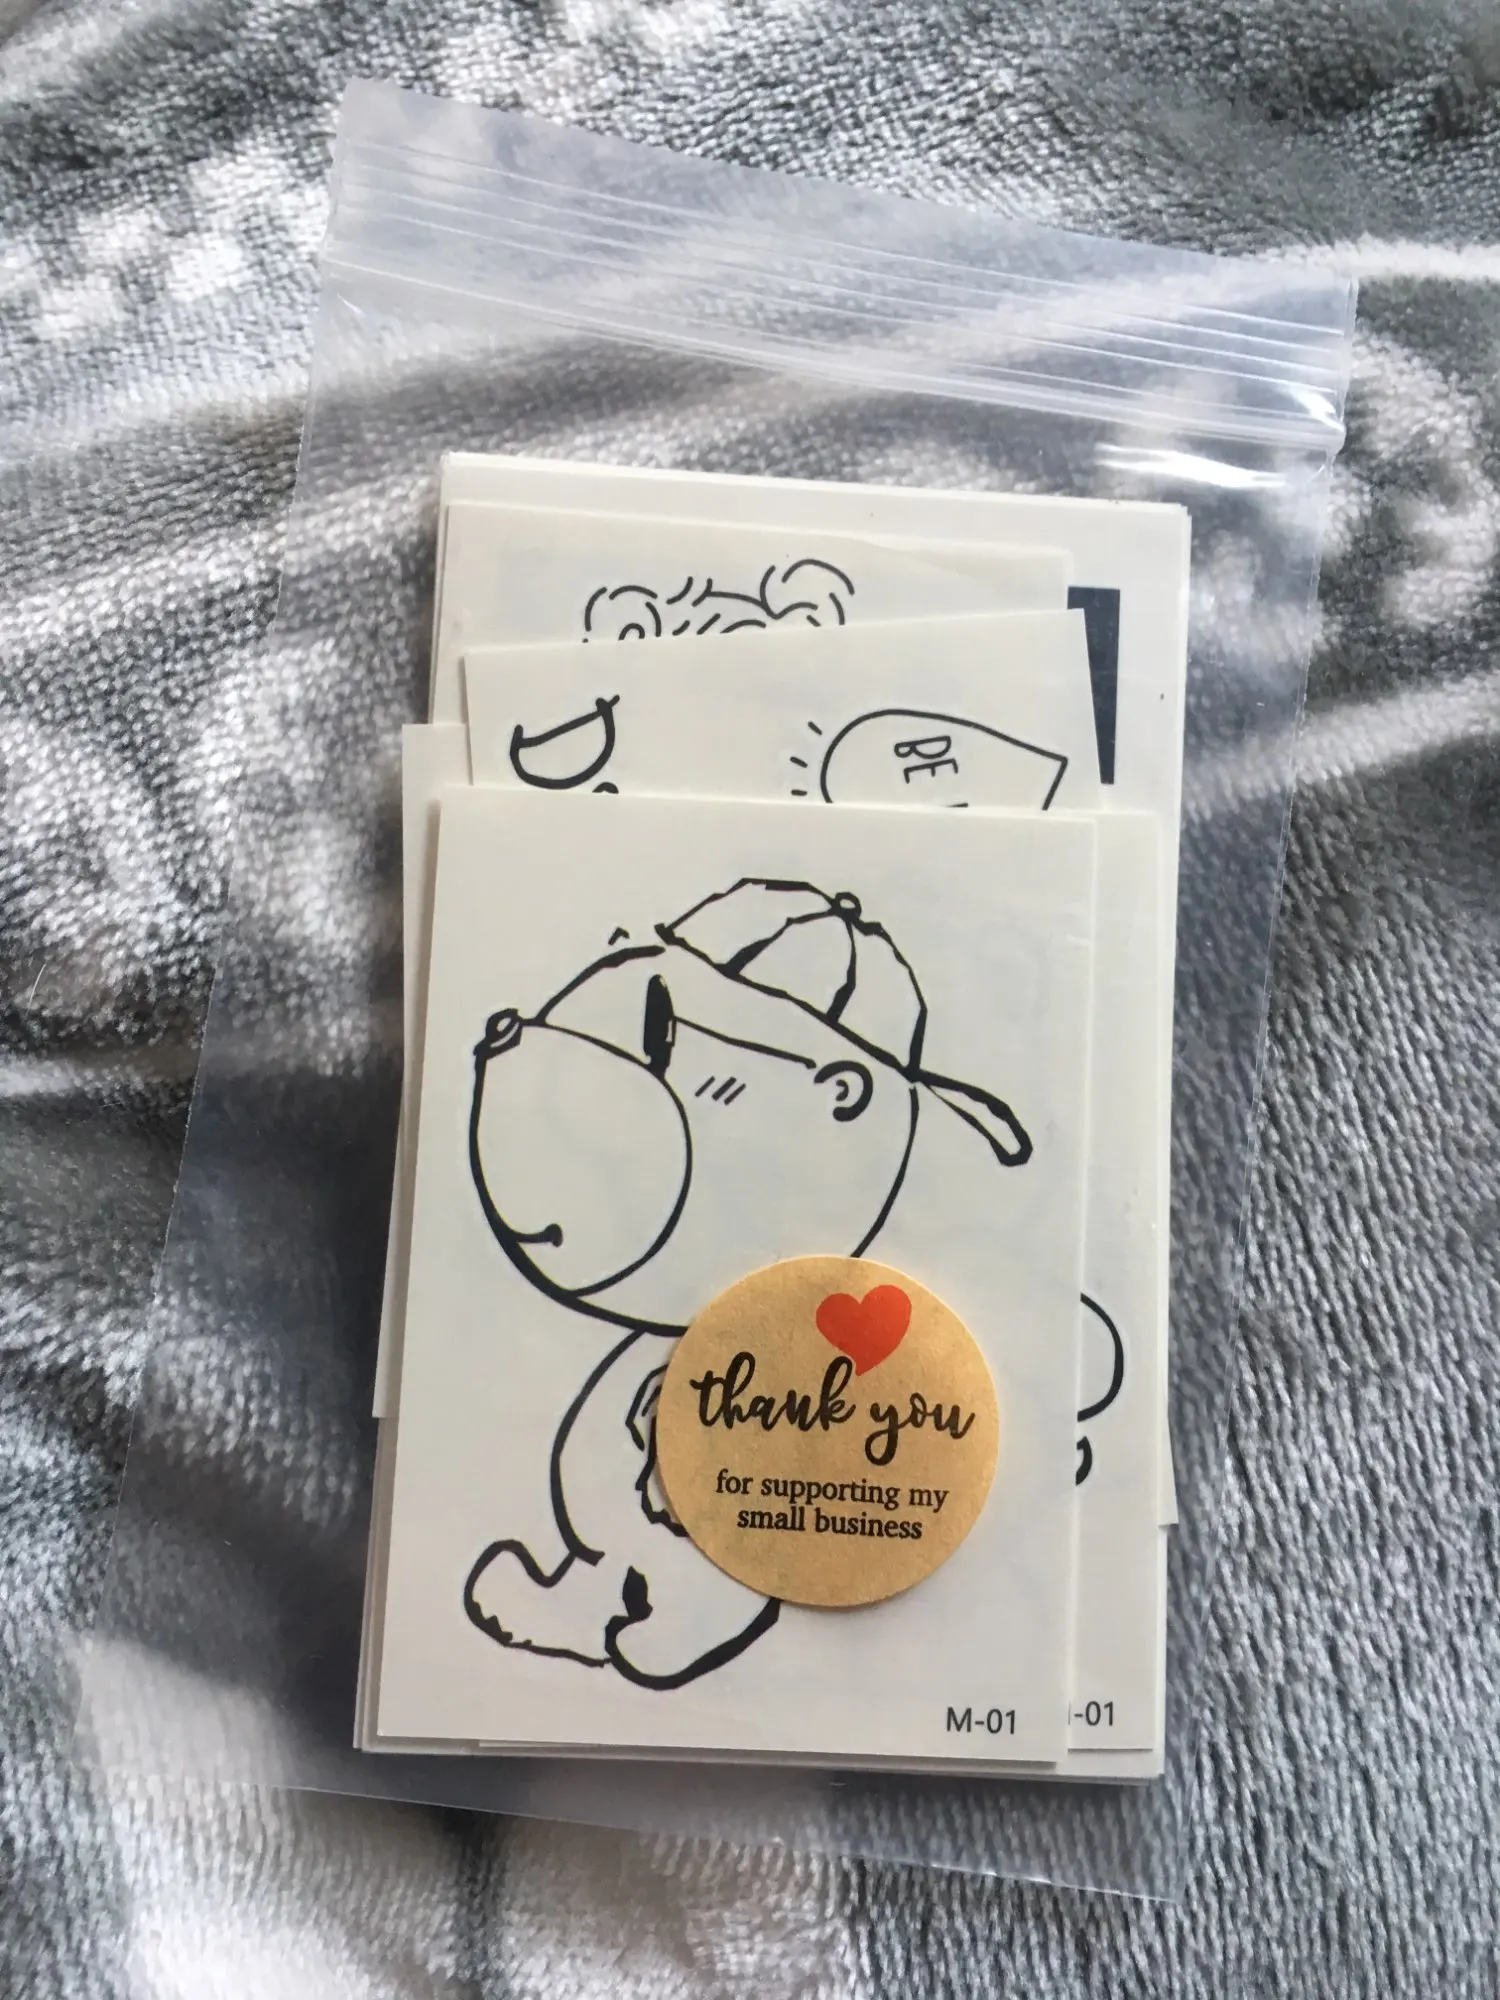 BE
thank you
for supporting my
small business
M-01
-01